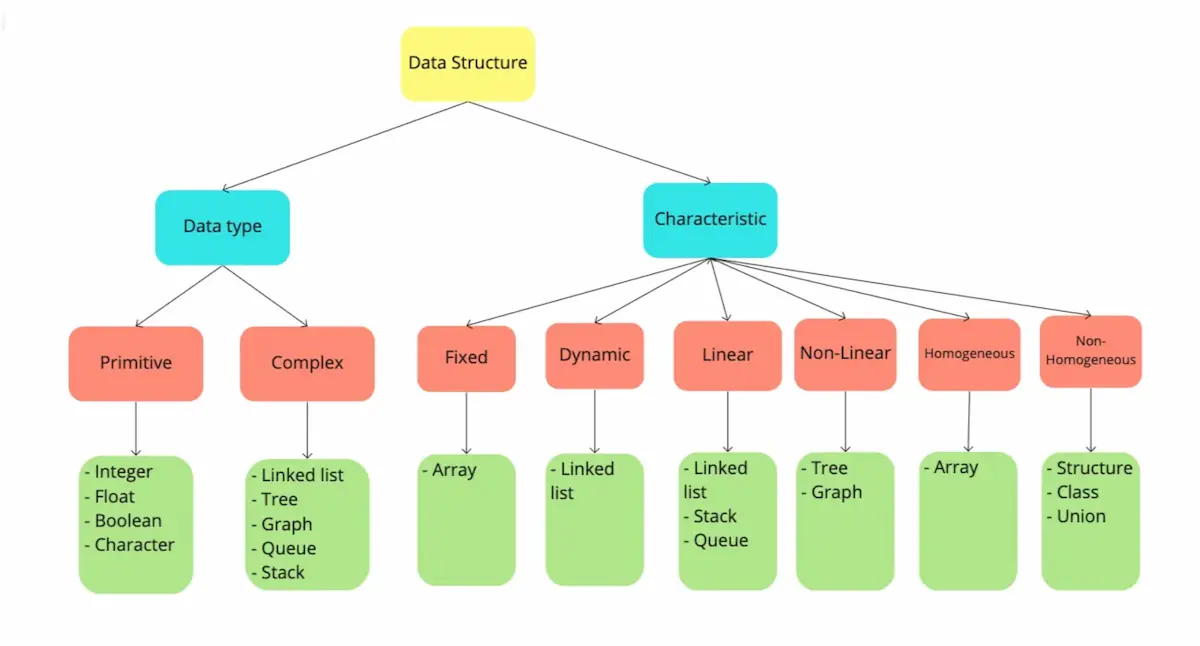 Data Structure
Data type
Characteristic
Primitive
Complex
Fixed
Dynamic
Linear
Non-Linear
Homogeneous
Non-
Homogeneous
- Integer
- Float
- Boolean
- Character
- Linked list
- Tree
- Graph
- Queue
- Stack
- Array
- Linked
list
- Linked
list
- Stack
- Queue
- Tree
- Graph
- Array
- Structure
- Class
- Union